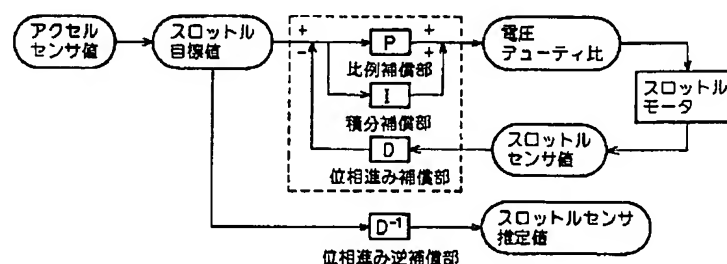 アクセル
センサ値
スロットル
目標値
+
-
P
+
+
比例補償部
I
積分補償部
D
位相進み補償部
電圧
デューティ比
スロットル
モータ
スロットル
センサ値
D-1
位相進み逆補償部
スロットルセンサ
推定値